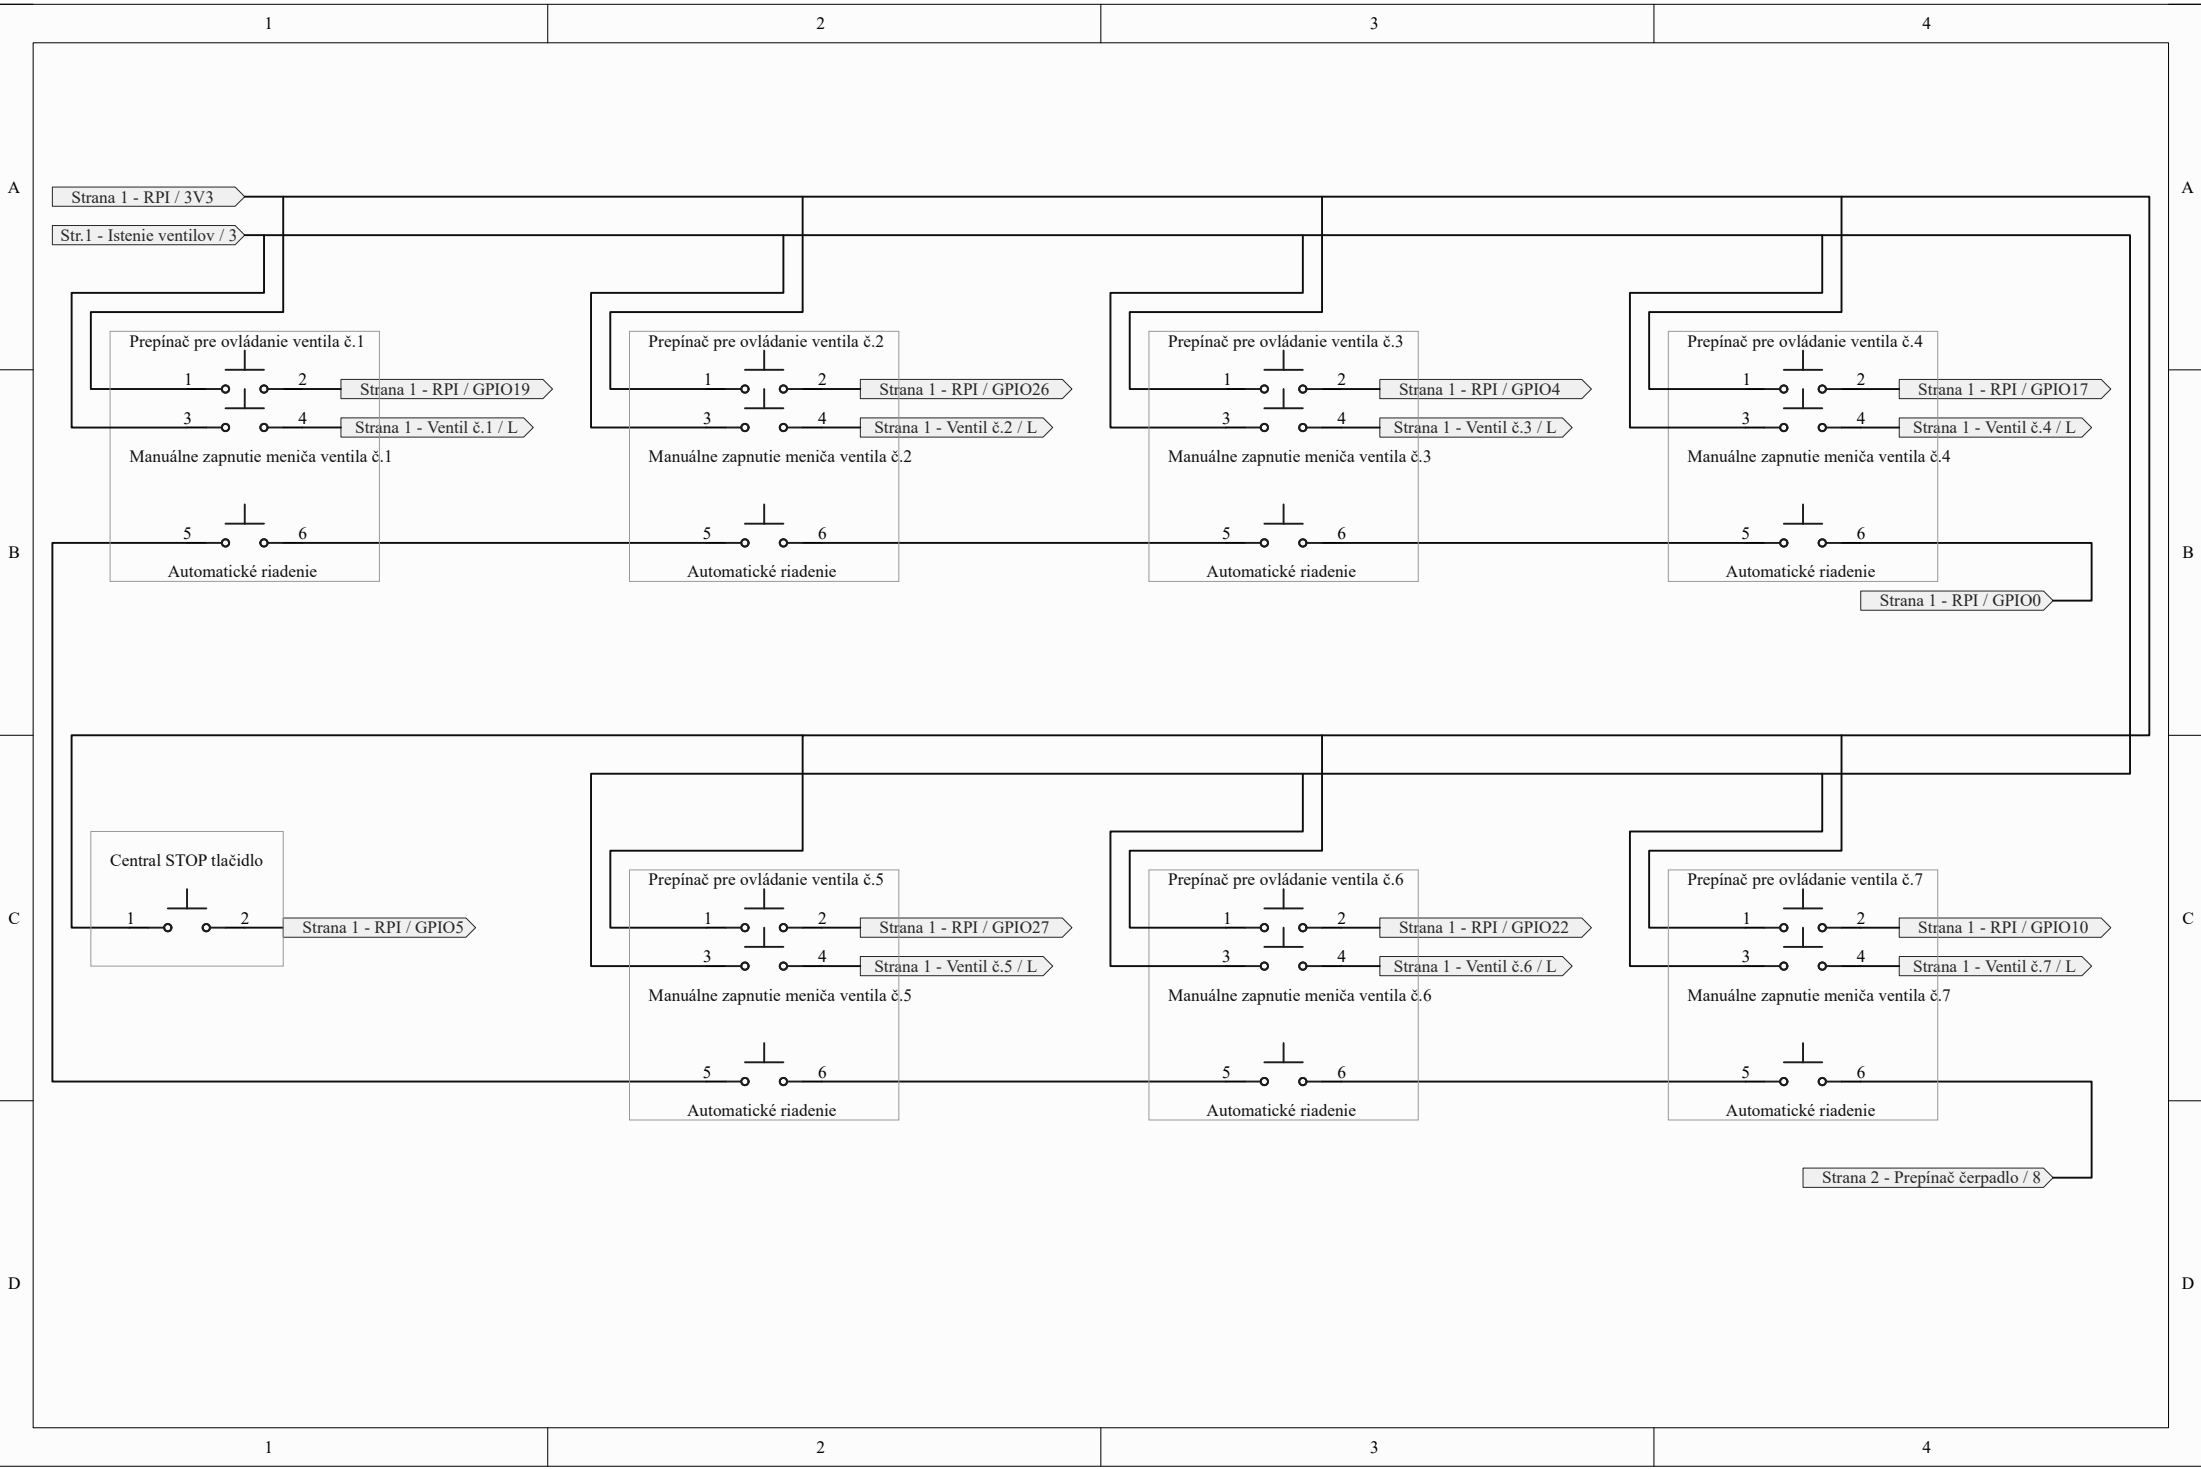 1 2 3 4
A A
Strana 1 - RPI / 3V3
Str.1 - Istenie ventilov / 3
Prepínač pre ovládanie ventila č.1
1 2 Strana 1 - RPI / GPIO19
3 4 Strana 1 - Ventil č.1 / L
Manuálne zapnutie meniča ventila č.1
5 6
Automatické riadenie
Prepínač pre ovládanie ventila č.2
1 2 Strana 1 - RPI / GPIO26
3 4 Strana 1 - Ventil č.2 / L
Manuálne zapnutie meniča ventila č.2
5 6
Automatické riadenie
Prepínač pre ovládanie ventila č.3
1 2 Strana 1 - RPI / GPIO4
3 4 Strana 1 - Ventil č.3 / L
Manuálne zapnutie meniča ventila č.3
5 6
Automatické riadenie
Prepínač pre ovládanie ventila č.4
1 2 Strana 1 - RPI / GPIO17
3 4 Strana 1 - Ventil č.4 / L
Manuálne zapnutie meniča ventila č.4
5 6
Automatické riadenie
B B
Strana 1 - RPI / GPIO0
Central STOP tlačidlo
1 2 Strana 1 - RPI / GPIO5
Prepínač pre ovládanie ventila č.5
1 2 Strana 1 - RPI / GPIO27
3 4 Strana 1 - Ventil č.5 / L
Manuálne zapnutie meniča ventila č.5
5 6
Automatické riadenie
Prepínač pre ovládanie ventila č.6
1 2 Strana 1 - RPI / GPIO22
3 4 Strana 1 - Ventil č.6 / L
Manuálne zapnutie meniča ventila č.6
5 6
Automatické riadenie
Prepínač pre ovládanie ventila č.7
1 2 Strana 1 - RPI / GPIO10
3 4 Strana 1 - Ventil č.7 / L
Manuálne zapnutie meniča ventila č.7
5 6
Automatické riadenie
C C
Strana 2 - Prepínač čerpadlo / 8
D D
1 2 3 4